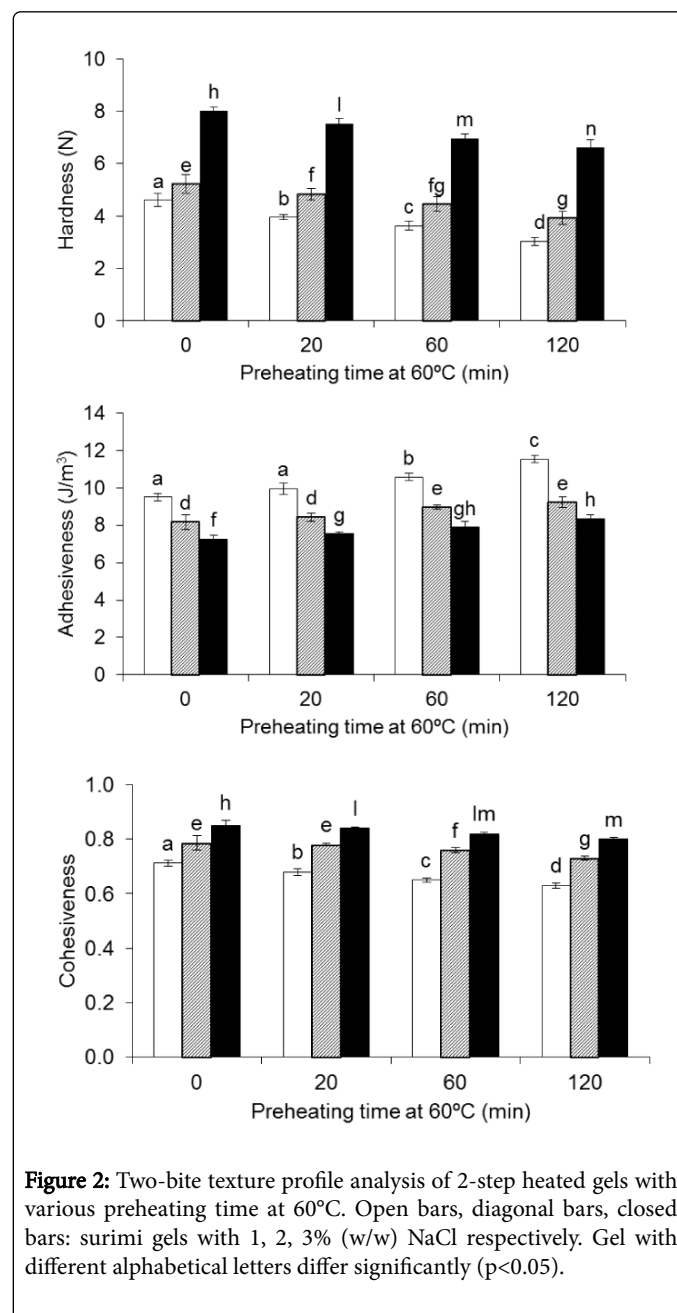 10
8
6
4
2
0
Hardness (N)
a
e
h
b
f
l
c
fg
m
d
g
n
0 20 60 120
Preheating time at 60ºC (min)
14
12
10
8
6
4
2
0
Adhesiveness (J/m³)
a
d
f
a
d
g
b
e
gh
c
e
h
0 20 60 120
Preheating time at 60ºC (min)
1.0
0.8
0.6
0.4
0.2
0.0
Cohesiveness
a
e
h
b
e
l
c
f
lm
d
g
m
0 20 60 120
Preheating time at 60ºC (min)
Figure 2: Two-bite texture profile analysis of 2-step heated gels with
various preheating time at 60°C. Open bars, diagonal bars, closed
bars: surimi gels with 1, 2, 3% (w/w) NaCl respectively. Gel with
different alphabetical letters differ significantly (p<0.05).